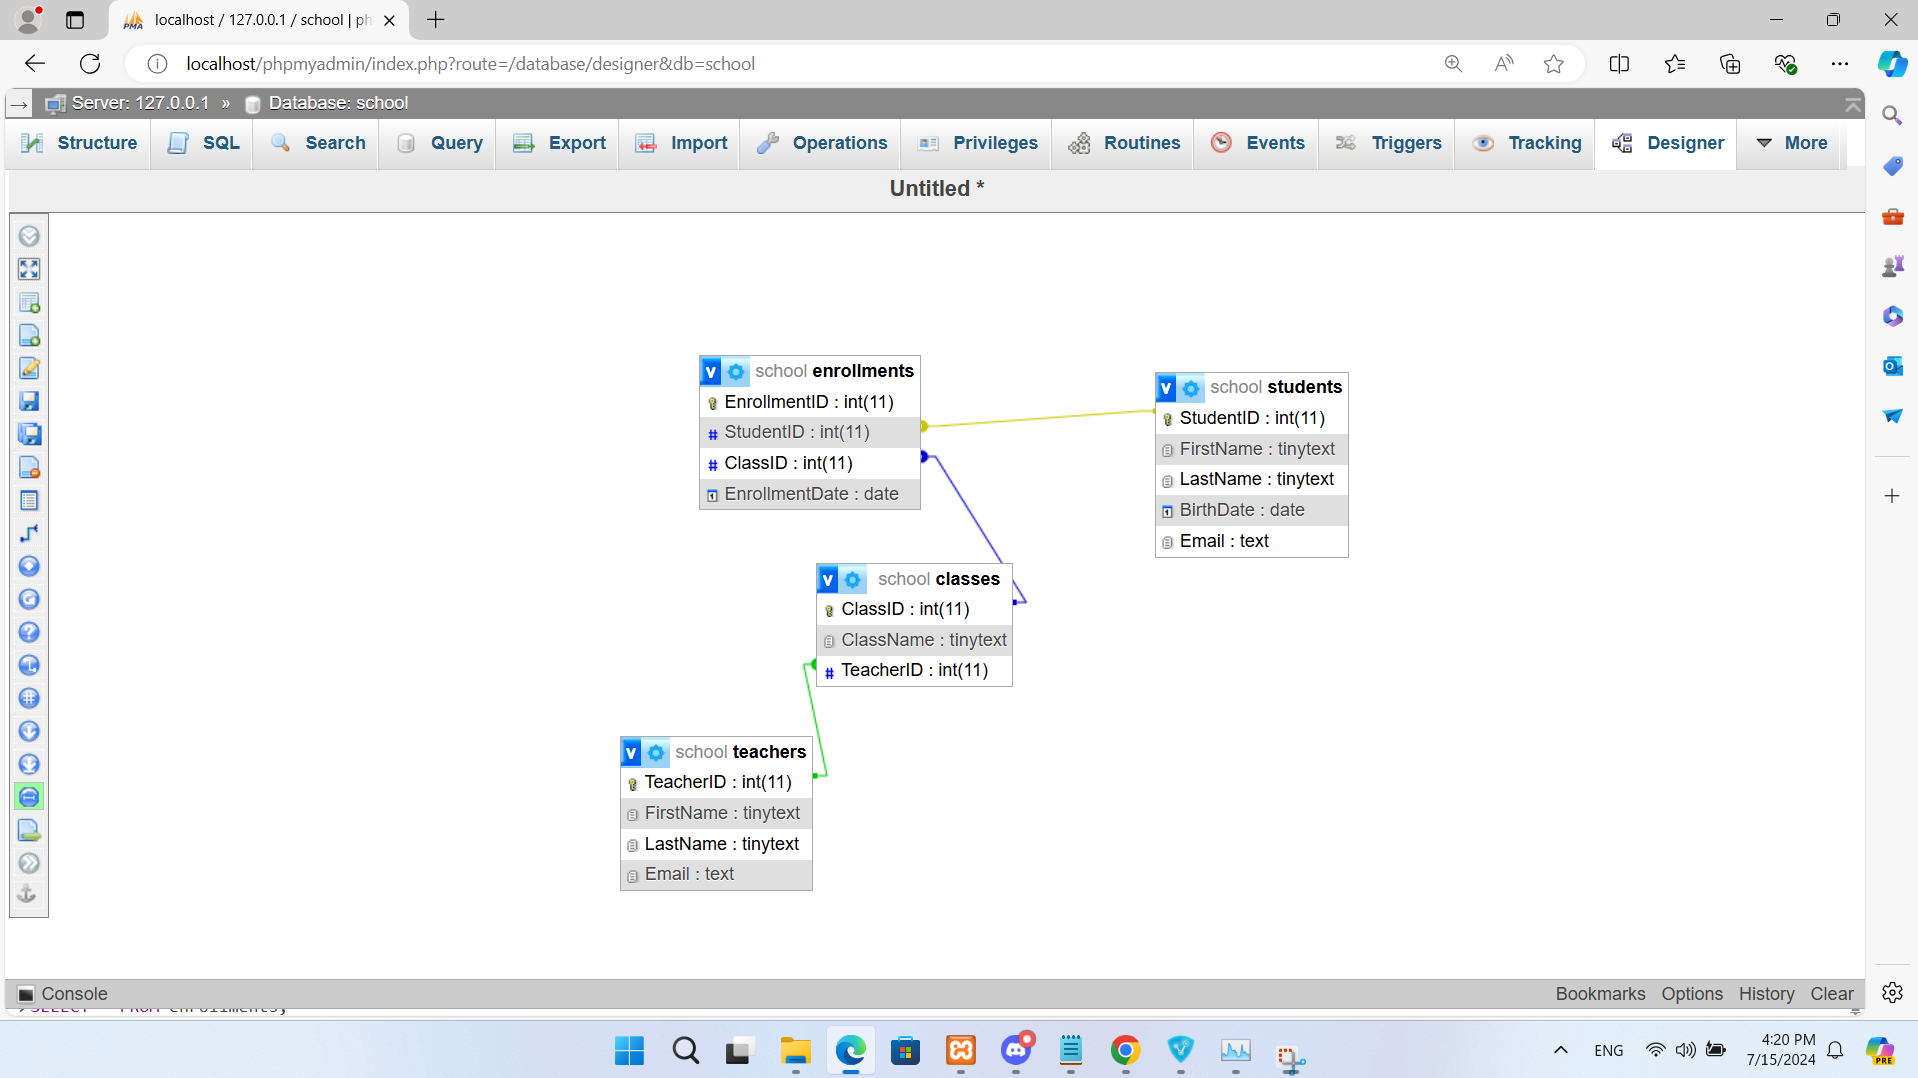 localhost / 127.0.0.1 / school | ph
localhost/phpmyadmin/index.php?route=/database/designer&db=school
Server: 127.0.0.1 » Database: school
Structure SQL Search Query Export Import Operations Privileges Routines Events Triggers Tracking Designer More
Untitled *
v school enrollments
EnrollmentID : int(11)
# StudentID : int(11)
# ClassID : int(11)
EnrollmentDate : date
v school students
StudentID : int(11)
FirstName : tinytext
LastName : tinytext
BirthDate : date
Email : text
v school classes
ClassID : int(11)
ClassName : tinytext
# TeacherID : int(11)
v school teachers
TeacherID : int(11)
FirstName : tinytext
LastName : tinytext
Email : text
Console Bookmarks Options History Clear
>SELECT * FROM enrollments;
ENG
4:20 PM
7/15/2024
PRE